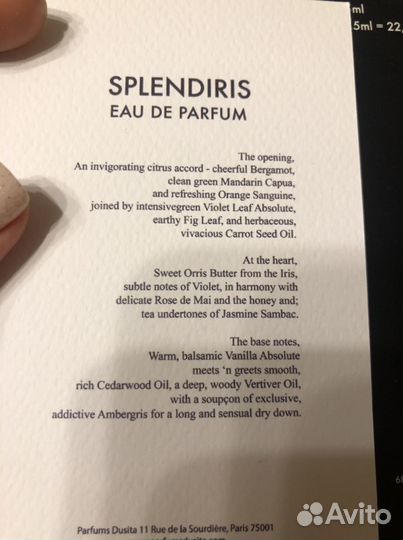 ml
5ml = 22,
SPLENDIRIS
EAU DE PARFUM
The opening,
An invigorating citrus accord - cheerful Bergamot,
clean green Mandarin Capua,
and refreshing Orange Sanguine,
joined by intensivegreen Violet Leaf Absolute,
earthy Fig Leaf, and herbaceous,
vivacious Carrot Seed Oil.
At the heart,
Sweet Orris Butter from the Iris,
subtle notes of Violet, in harmony with
delicate Rose de Mai and the honey and;
tea undertones of Jasmine Sambac.
The base notes,
Warm, balsamic Vanilla Absolute
meets 'n greets smooth,
rich Cedarwood Oil, a deep, woody Vertiver Oil,
with a soupçon of exclusive,
addictive Ambergris for a long and sensual dry down.
Parfums Dusita 11 Rue de la Sourdière, Paris 75001
Avito